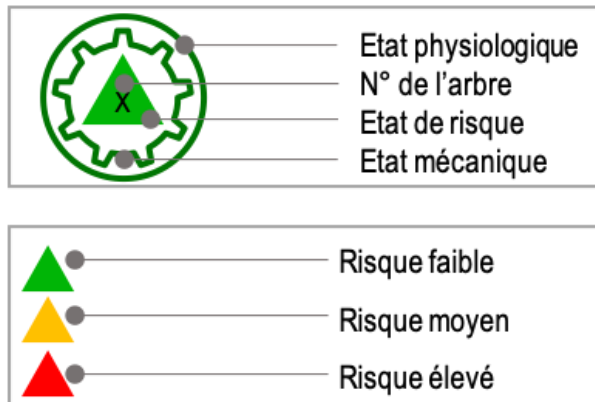 Etat physiologique
N° de l'arbre
X
Etat de risque
Etat mécanique
Risque faible
Risque moyen
Risque élevé